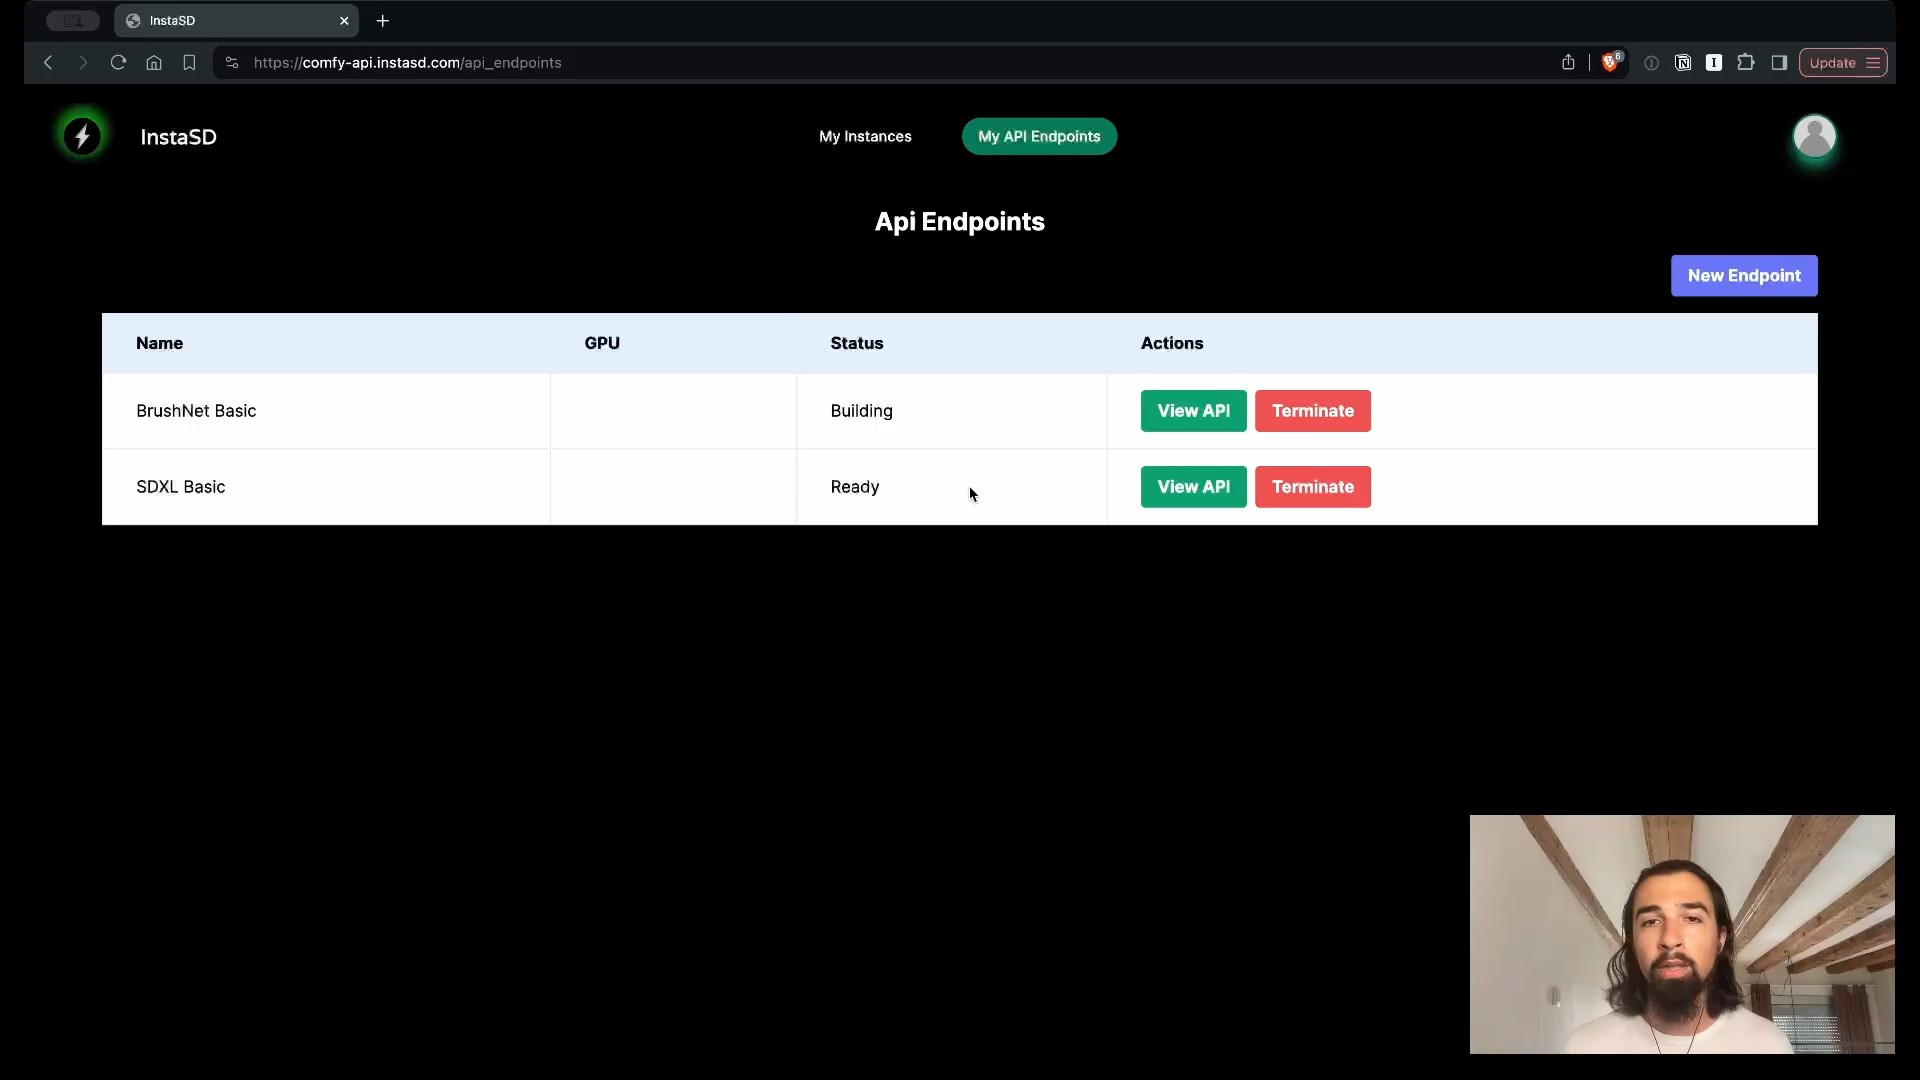 InstaSD
https://comfy-api.instasd.com/api_endpoints
8
N
I
Update
InstaSD
My Instances
My API Endpoints
Api Endpoints
New Endpoint
Name GPU Status Actions
BrushNet Basic Building View API Terminate
SDXL Basic Ready View API Terminate